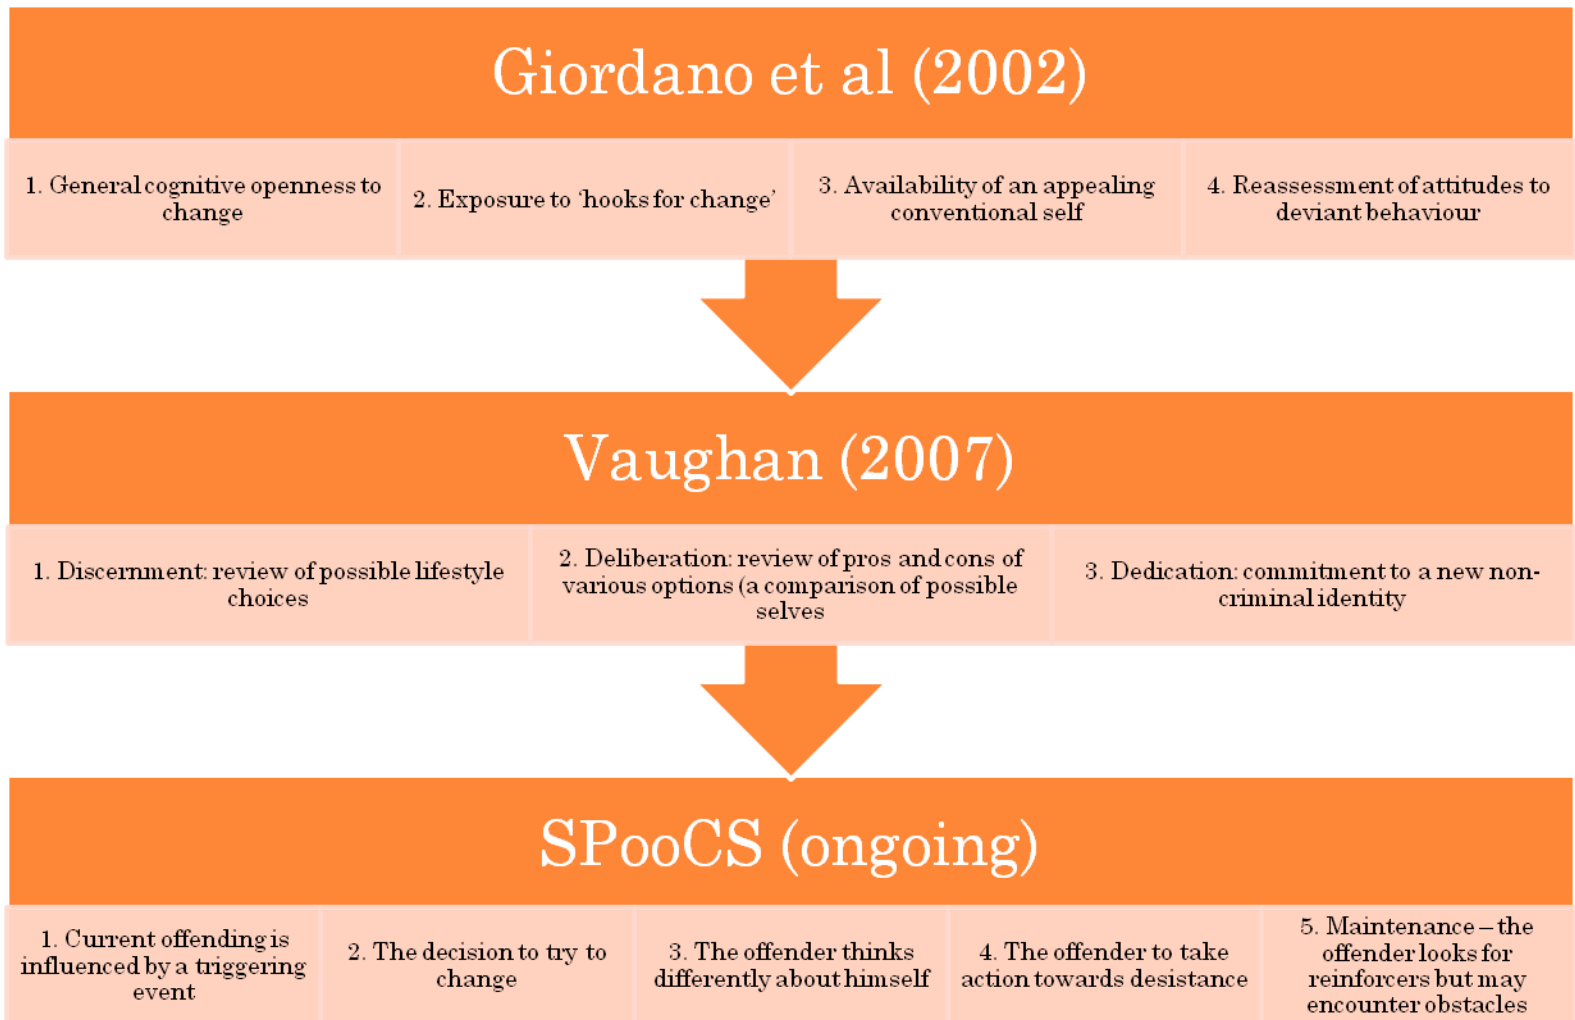 Giordano et al (2002)
1. General cognitive openness to
change
2. Exposure to ‘hooks for change’
3. Availability of an appealing
conventional self
4. Reassessment of attitudes to
deviant behaviour
Vaughan (2007)
1. Discernment: review of possible lifestyle
choices
2. Deliberation: review of pros and cons of
various options (a comparison of possible
selves
3. Dedication: commitment to a new non-
criminal identity
SPooCS (ongoing)
1. Current offending is
influenced by a triggering
event
2. The decision to try to
change
3. The offender thinks
differently about himself
4. The offender to take
action towards desistance
5. Maintenance – the
offender looks for
reinforcers but may
encounter obstacles